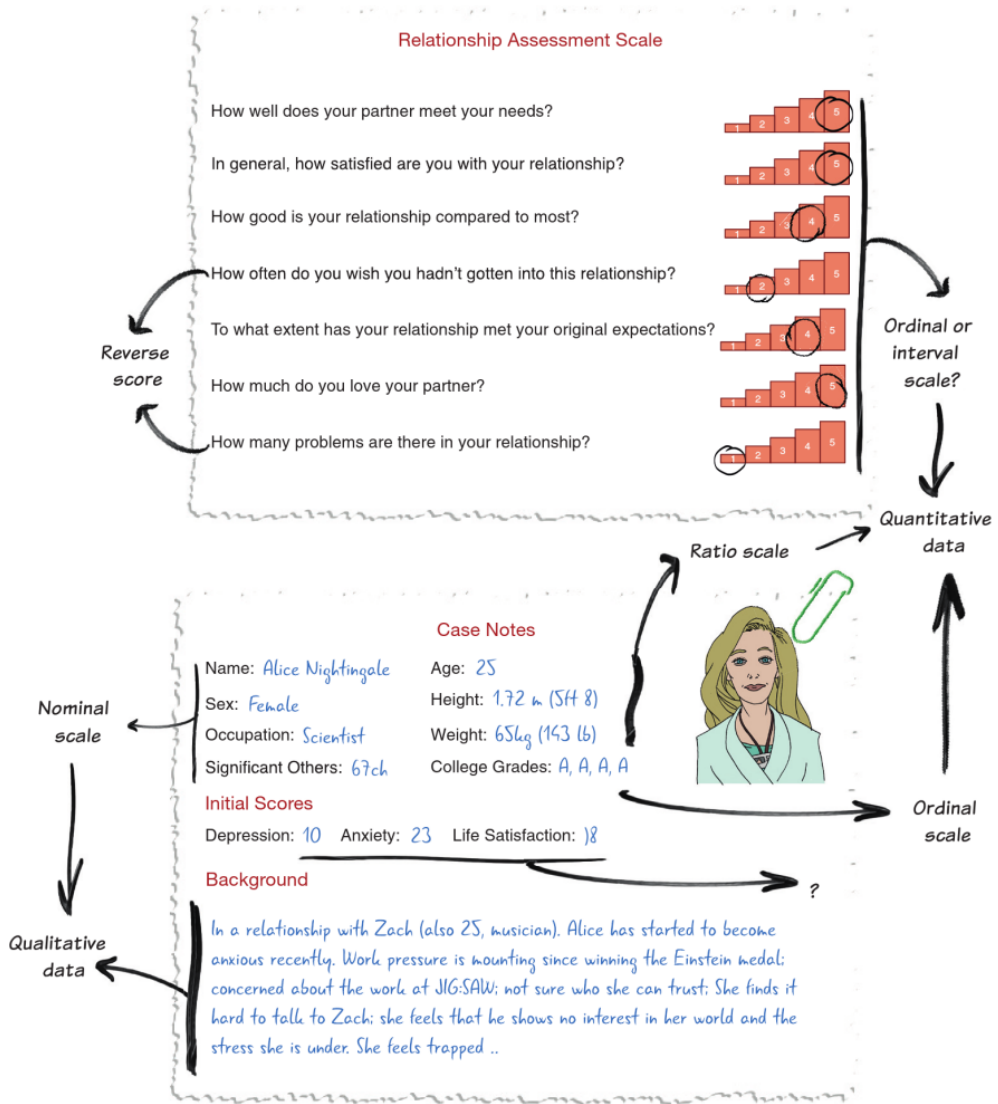 Relationship Assessment Scale
How well does your partner meet your needs?
1 2 3 4 5
In general, how satisfied are you with your relationship?
1 2 3 4 5
How good is your relationship compared to most?
1 2 3 4 5
How often do you wish you hadn't gotten into this relationship?
1 2 3 4 5
To what extent has your relationship met your original expectations?
1 2 3 4 5
How much do you love your partner?
1 2 3 4 5
How many problems are there in your relationship?
1 2 3 4 5
Reverse
score
Ordinal or
interval
scale?
Quantitative
data
Ratio scale
Case Notes
Name: Alice Nightingale
Age: 25
Sex: Female
Height: 1.72 m (5ft 8)
Occupation: Scientist
Weight: 65kg (143 lb)
Significant Others: 67ch
College Grades: A, A, A, A
Nominal
scale
Ordinal
scale
Initial Scores
Depression: 10 Anxiety: 23 Life Satisfaction: 18
?
Background
Qualitative
data
In a relationship with Zach (also 25, musician). Alice has started to become
anxious recently. Work pressure is mounting since winning the Einstein medal;
concerned about the work at JIG:SAW; not sure who she can trust; She finds it
hard to talk to Zach; she feels that he shows no interest in her world and the
stress she is under. She feels trapped ..